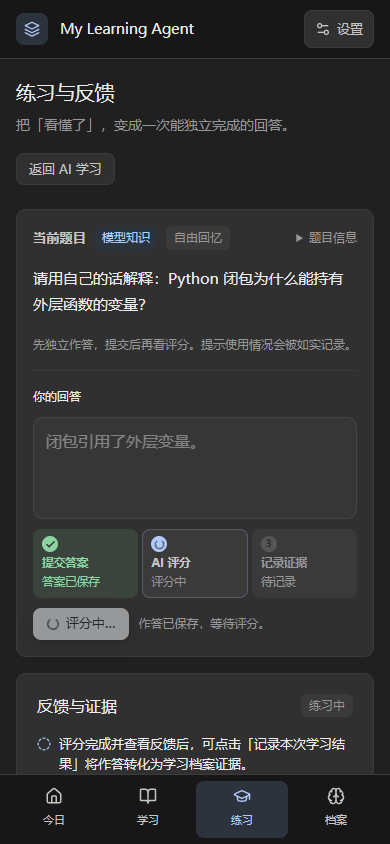 My Learning Agent
设置
练习与反馈
把「看懂了」，变成一次能独立完成的回答。
返回 AI 学习
当前题目 模型知识 自由回忆 ▶ 题目信息
请用自己的话解释：Python 闭包为什么能持有
外层函数的变量？
先独立作答，提交后再看评分。提示使用情况会被如实记录。
你的回答
闭包引用了外层变量。
提交答案
答案已保存
AI 评分
评分中
3
记录证据
待记录
评分中...
作答已保存，等待评分。
反馈与证据
练习中
评分完成并查看反馈后，可点击「记录本次学习结
果」将作答转化为学习档案证据。
今日
学习
练习
档案